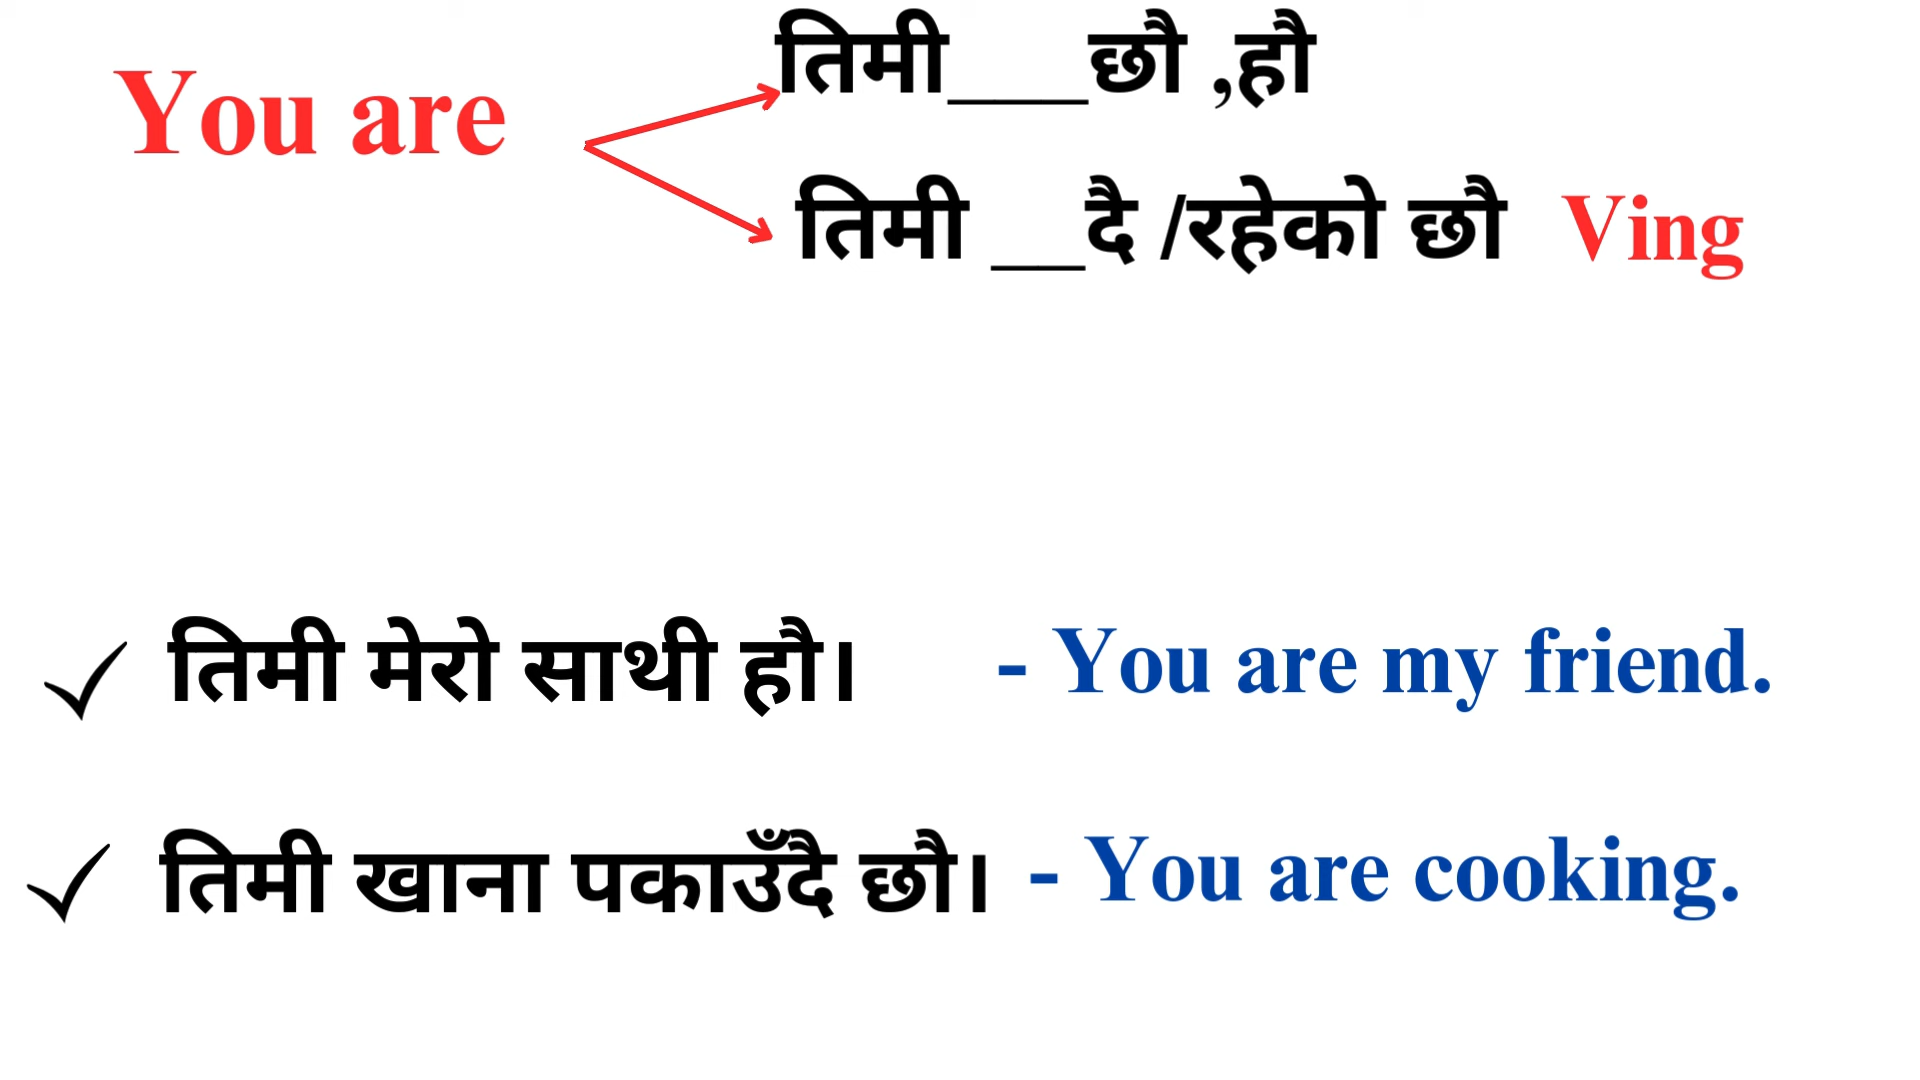 You are
तिमी___छौ ,हौ
तिमी __दै /रहेको छौ Ving
तिमी मेरो साथी हौ। - You are my friend.
तिमी खाना पकाउँदै छौ। - You are cooking.